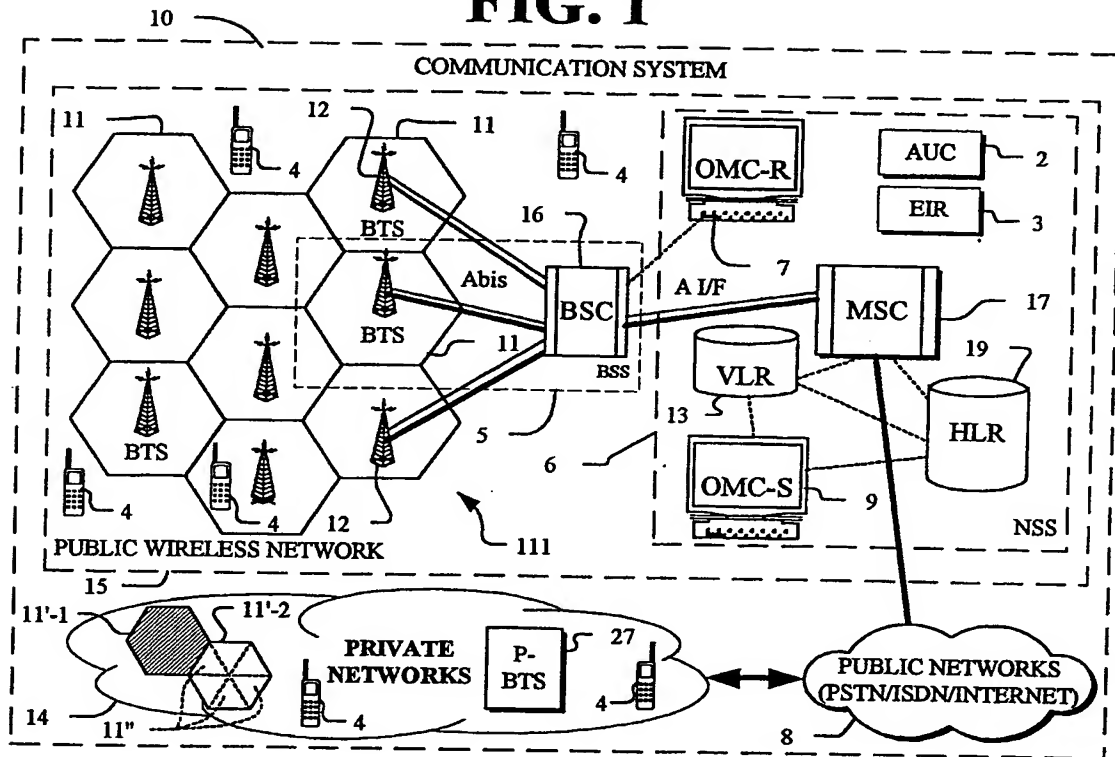 FIG. 1
10
COMMUNICATION SYSTEM
11
4
12
11
4
OMC-R
AUC
2
EIR
3
BTS
16
7
Abis
BSC
A I/F
MSC
17
BTS
11
BSS
VLR
13
19
HLR
5
6
BTS
OMC-S
9
4
4
12
111
NSS
PUBLIC WIRELESS NETWORK
15
11'-1
11'-2
PRIVATE
NETWORKS
P-
BTS
27
4
4
14
11"
PUBLIC NETWORKS
(PSTN/ISDN/INTERNET)
8